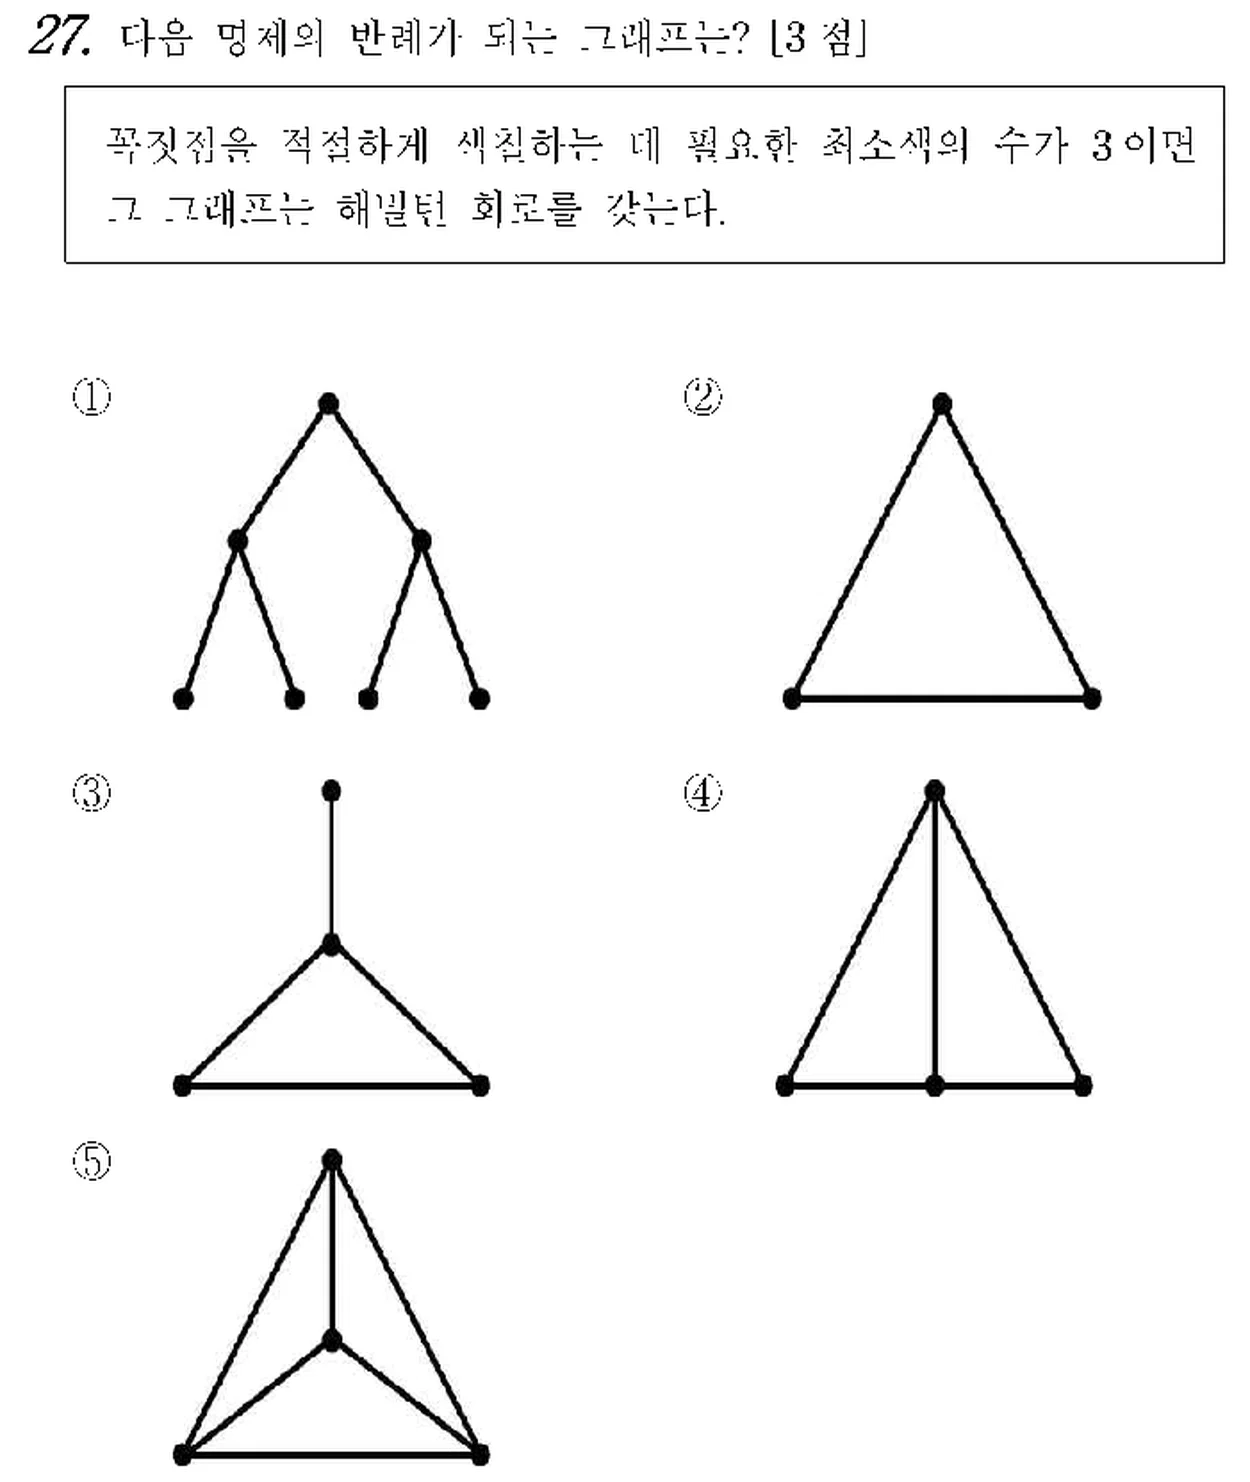 27. 다음 명제의 반례가 되는 그래프는? [3 점]
꼭짓점을 적절하게 색칠하는 데 필요한 최소색의 수가 3 이면
그 그래프는 해밀턴 회로를 갖는다.
①
②
③
④
⑤